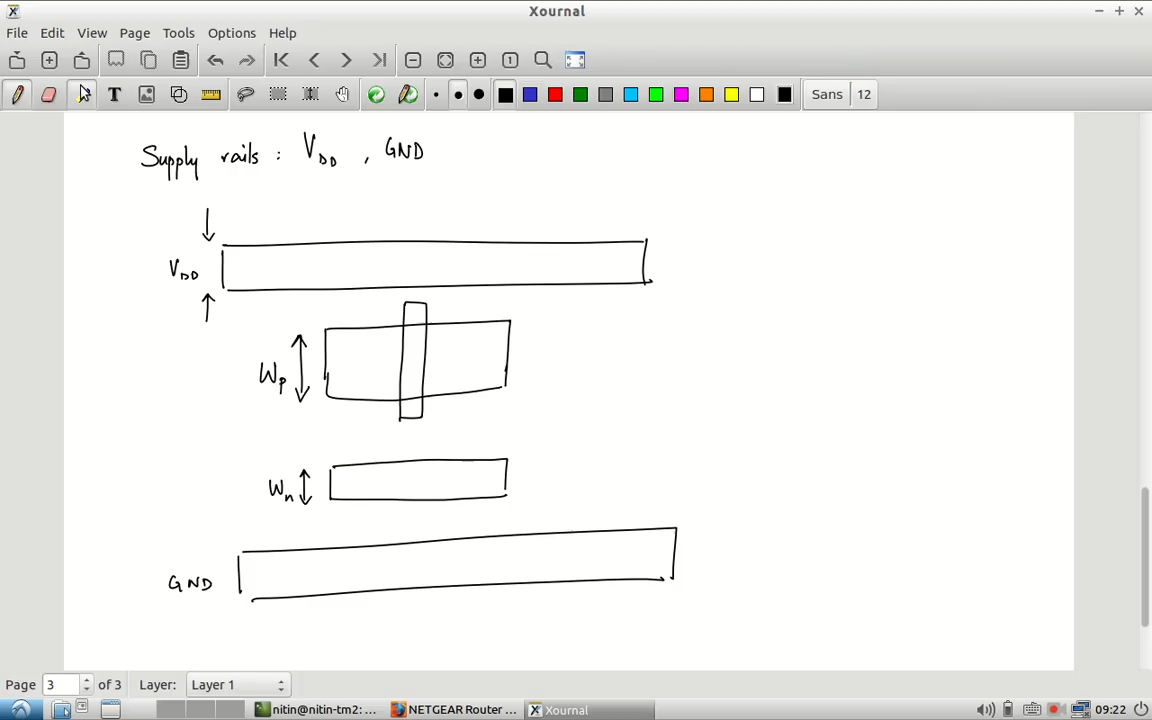 Xournal
File Edit View Page Tools Options Help
Sans 12
Supply rails : VDD , GND
VDD
Wp
Wn
GND
Page 3 of 3 Layer: Layer 1
nitin@nitin-tm2: ... NETGEAR Router ... Xournal 09:22